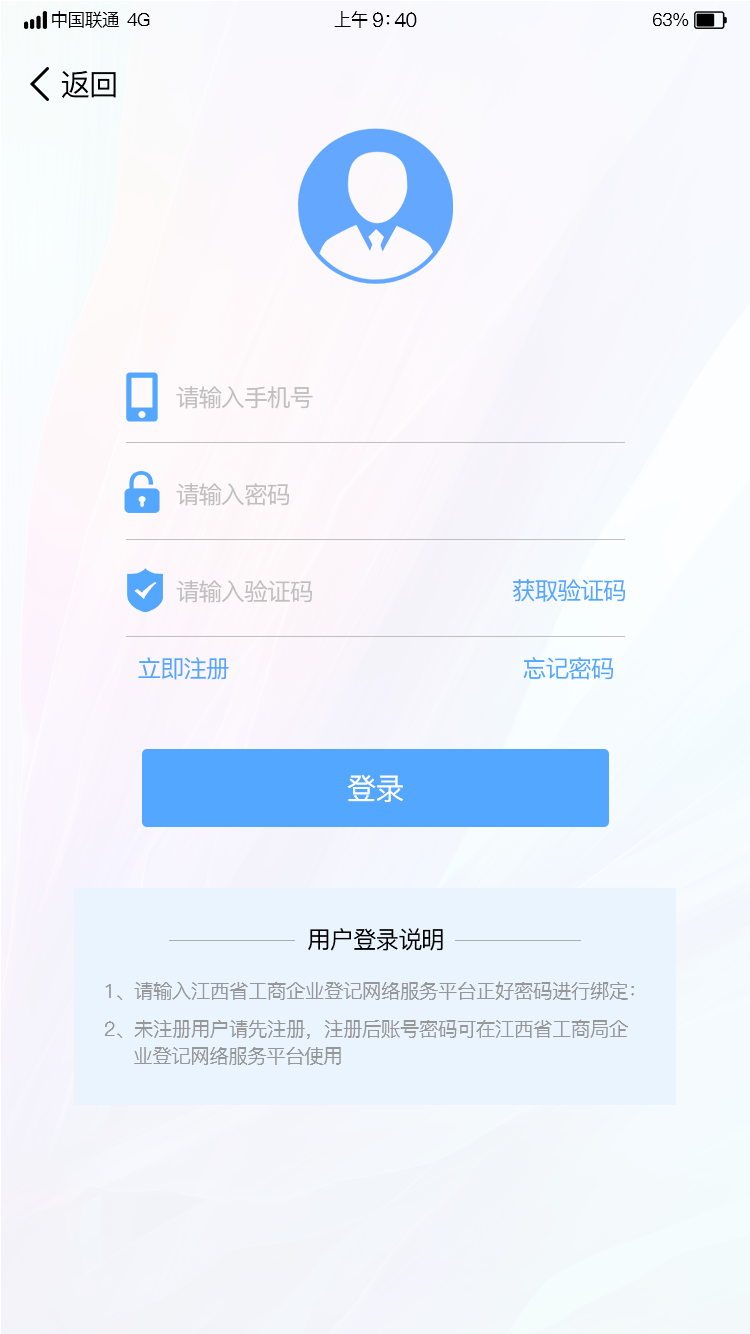 中国联通 4G 上午 9:40 63%
返回
请输入手机号
请输入密码
请输入验证码 获取验证码
立即注册 忘记密码
登录
用户登录说明
1、请输入江西省工商企业登记网络服务平台正好密码进行绑定：
2、未注册用户请先注册，注册后账号密码可在江西省工商局企
业登记网络服务平台使用